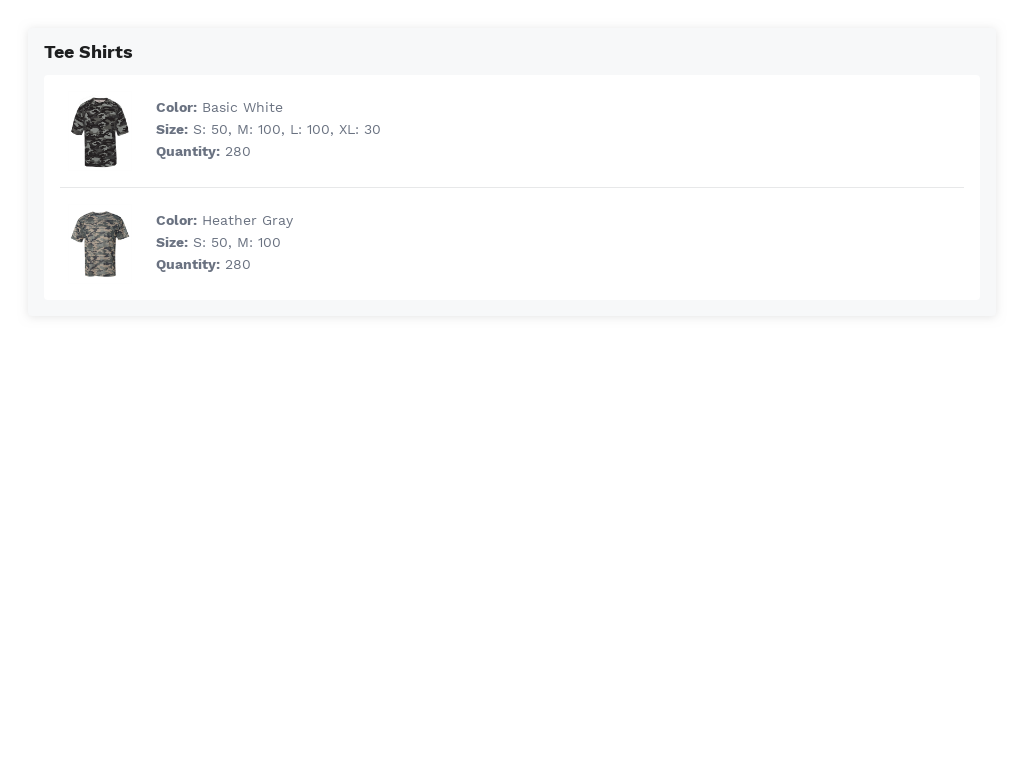 Tee Shirts
Color: Basic White
Size: S: 50, M: 100, L: 100, XL: 30
Quantity: 280
Color: Heather Gray
Size: S: 50, M: 100
Quantity: 280